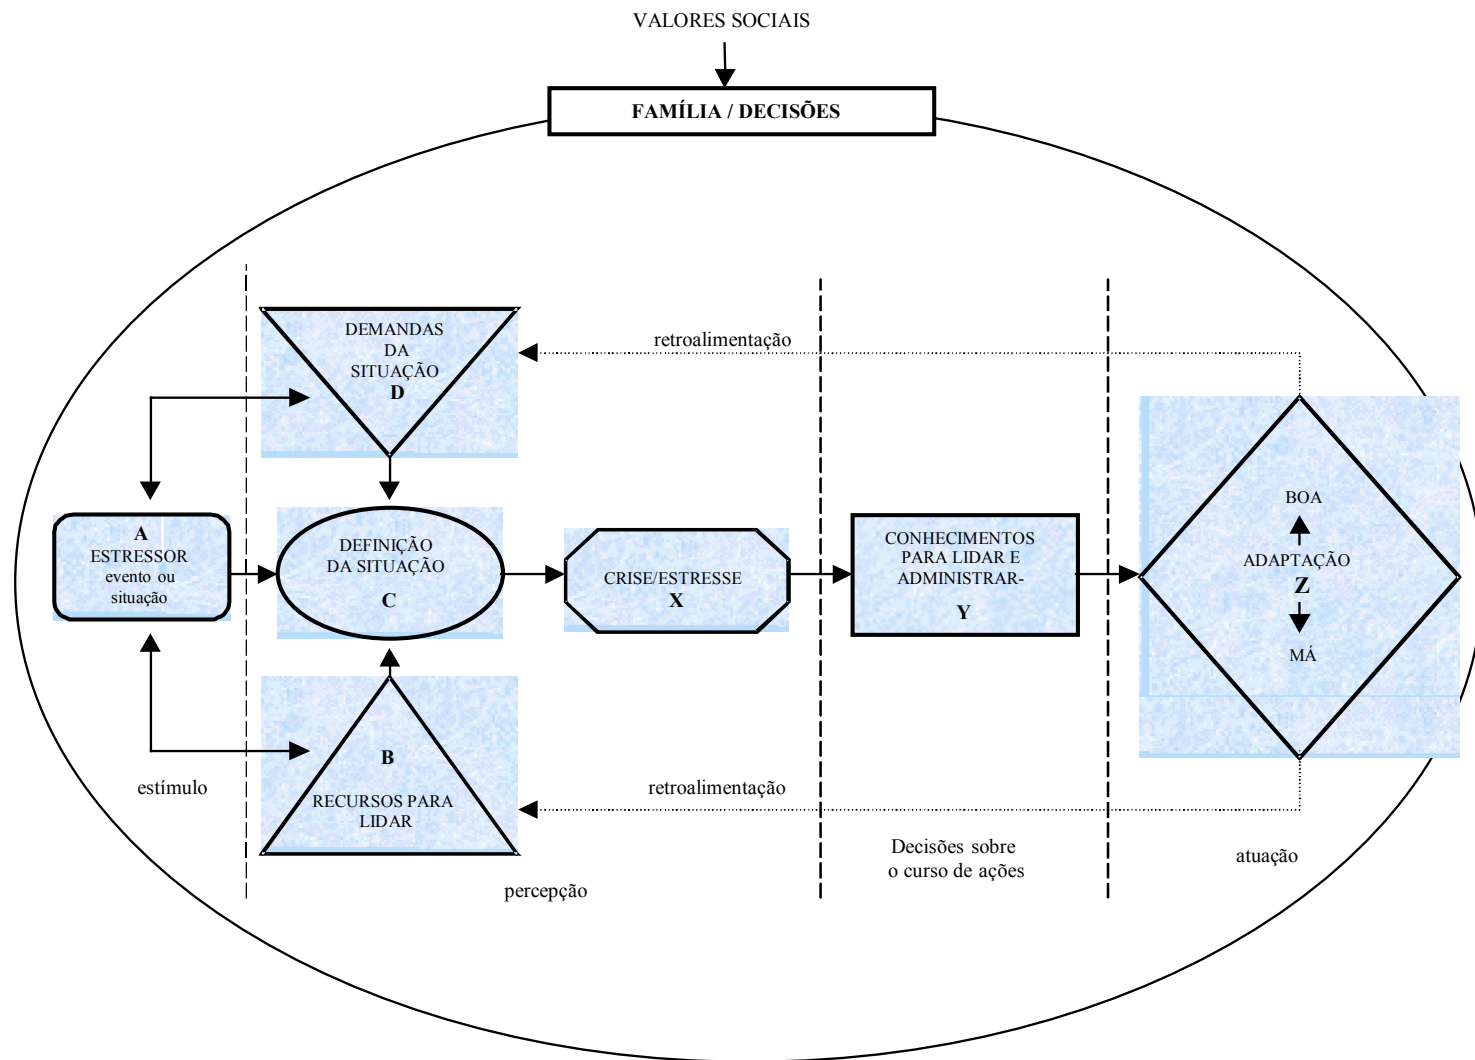 VALORES SOCIAIS
FAMÍLIA / DECISÕES
DEMANDAS
DA
SITUAÇÃO
D
retroalimentação
A
ESTRESSOR
evento ou
situação
DEFINIÇÃO
DA SITUAÇÃO
C
CRISE/ESTRESSE
X
CONHECIMENTOS
PARA LIDAR E
ADMINISTRAR-
Y
BOA
ADAPTAÇÃO
Z
MÁ
B
RECURSOS PARA
LIDAR
estímulo
retroalimentação
percepção
Decisões sobre
o curso de ações
atuação